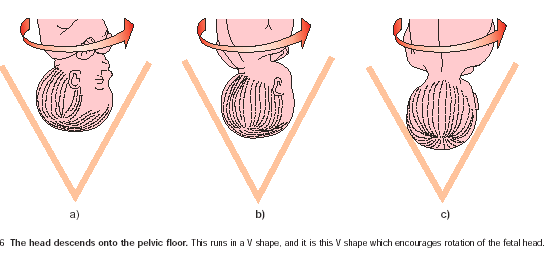 a) b) c)
6 The head descends onto the pelvic floor. This runs in a V shape, and it is this V shape which encourages rotation of the fetal head.